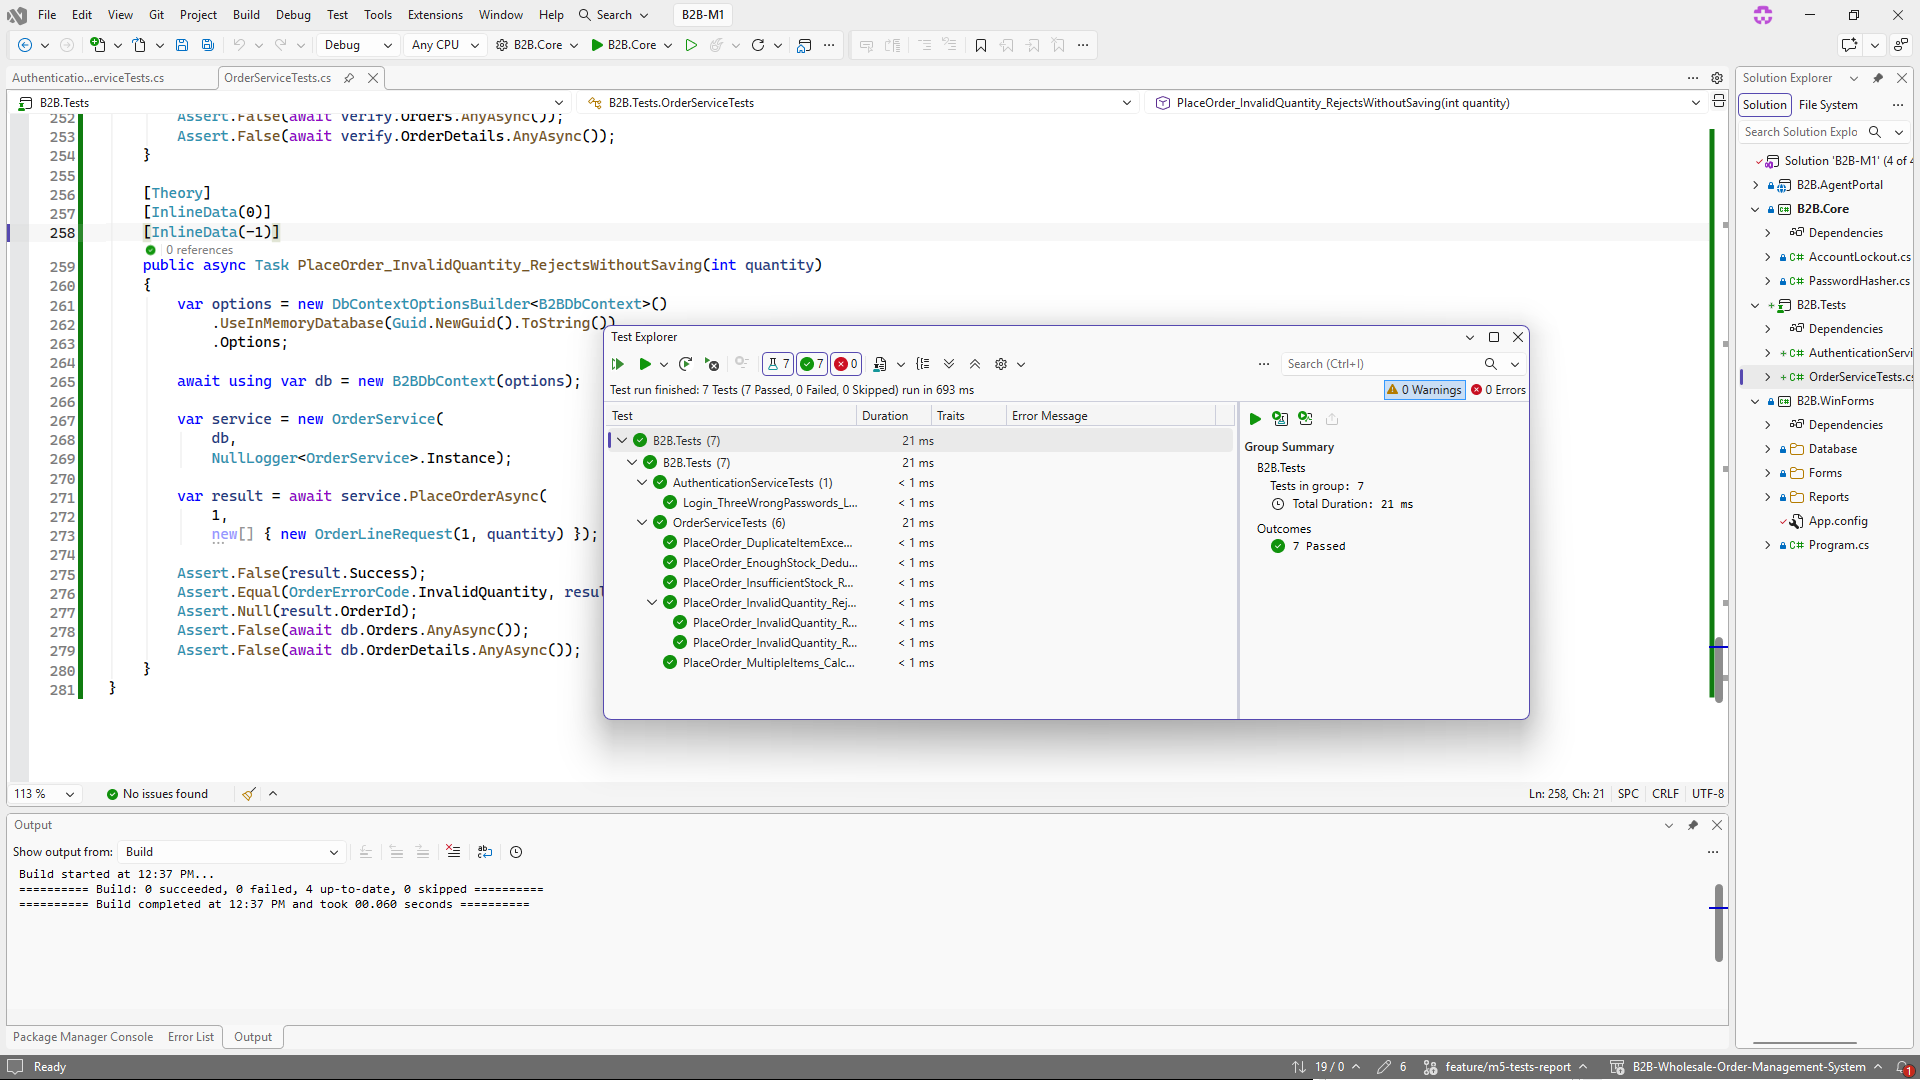 File Edit View Git Project Build Debug Test Tools Extensions Window Help Search B2B-M1
Debug Any CPU B2B.Core B2B.Core
Authenticatio...erviceTests.cs OrderServiceTests.cs
B2B.Tests B2B.Tests.OrderServiceTests PlaceOrder_InvalidQuantity_RejectsWithoutSaving(int quantity)
252 Assert.False(await verify.Orders.AnyAsync());
253 Assert.False(await verify.OrderDetails.AnyAsync());
254 }
255
256 [Theory]
257 [InlineData(0)]
258 [InlineData(-1)]
0 references
259 public async Task PlaceOrder_InvalidQuantity_RejectsWithoutSaving(int quantity)
260 {
261 var options = new DbContextOptionsBuilder<B2BDbContext>()
262 .UseInMemoryDatabase(Guid.NewGuid().ToString())
263 .Options;
264
265 await using var db = new B2BDbContext(options);
266
267 var service = new OrderService(
268 db,
269 NullLogger<OrderService>.Instance);
270
271 var result = await service.PlaceOrderAsync(
272 1,
273 new[] { new OrderLineRequest(1, quantity) });
274
275 Assert.False(result.Success);
276 Assert.Equal(OrderErrorCode.InvalidQuantity, resu
277 Assert.Null(result.OrderId);
278 Assert.False(await db.Orders.AnyAsync());
279 Assert.False(await db.OrderDetails.AnyAsync());
280 }
281 }
113 % No issues found Ln: 258, Ch: 21 SPC CRLF UTF-8
Test Explorer
7 7 0 Search (Ctrl+I)
Test run finished: 7 Tests (7 Passed, 0 Failed, 0 Skipped) run in 693 ms 0 Warnings 0 Errors
Test Duration Traits Error Message
B2B.Tests (7) 21 ms
B2B.Tests (7) 21 ms
AuthenticationServiceTests (1) < 1 ms
Login_ThreeWrongPasswords_L... < 1 ms
OrderServiceTests (6) 21 ms
PlaceOrder_DuplicateItemExce... < 1 ms
PlaceOrder_EnoughStock_Dedu... < 1 ms
PlaceOrder_InsufficientStock_R... < 1 ms
PlaceOrder_InvalidQuantity_Rej... < 1 ms
PlaceOrder_InvalidQuantity_R... < 1 ms
PlaceOrder_InvalidQuantity_R... < 1 ms
PlaceOrder_MultipleItems_Calc... < 1 ms
Group Summary
B2B.Tests
Tests in group: 7
Total Duration: 21 ms
Outcomes
7 Passed
Output
Show output from: Build
Build started at 12:37 PM...
========== Build: 0 succeeded, 0 failed, 4 up-to-date, 0 skipped ==========
========== Build completed at 12:37 PM and took 00.060 seconds ==========
Package Manager Console Error List Output
Solution Explorer
Solution File System
Search Solution Explo
Solution 'B2B-M1' (4 of 4
B2B.AgentPortal
B2B.Core
Dependencies
C# AccountLockout.cs
C# PasswordHasher.cs
B2B.Tests
Dependencies
C# AuthenticationServi
C# OrderServiceTests.cs
B2B.WinForms
Dependencies
Database
Forms
Reports
App.config
C# Program.cs
Ready 19 / 0 6 feature/m5-tests-report B2B-Wholesale-Order-Management-System 1